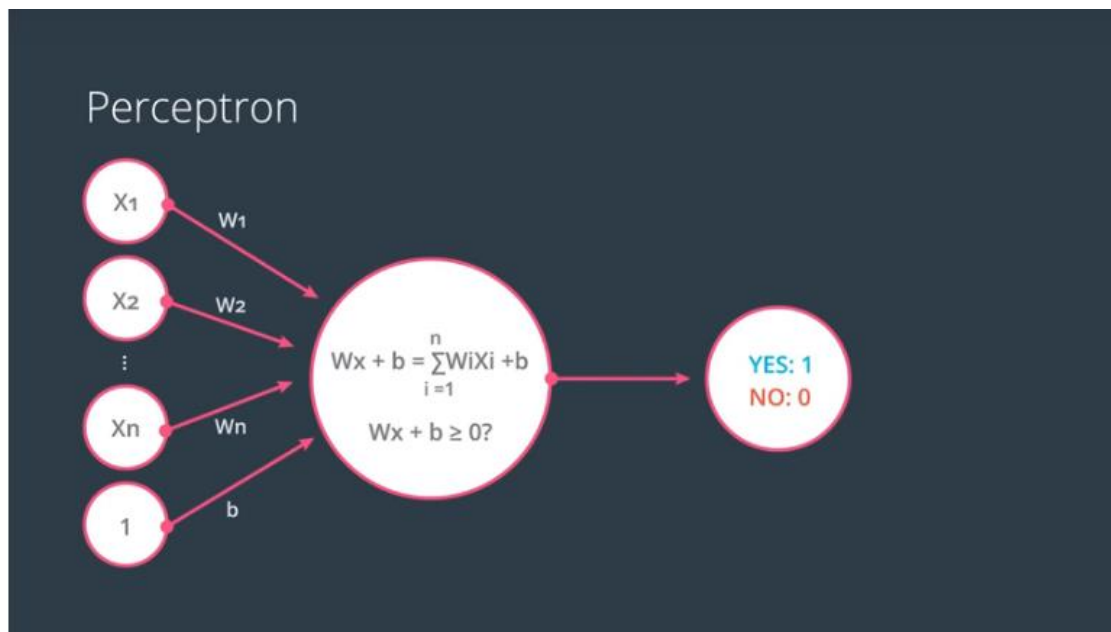 Perceptron
X1
W1
X2
W2
⋮
Xn
Wn
1
b
n
Wx + b = ∑WiXi +b
i =1
Wx + b ≥ 0?
YES: 1
NO: 0